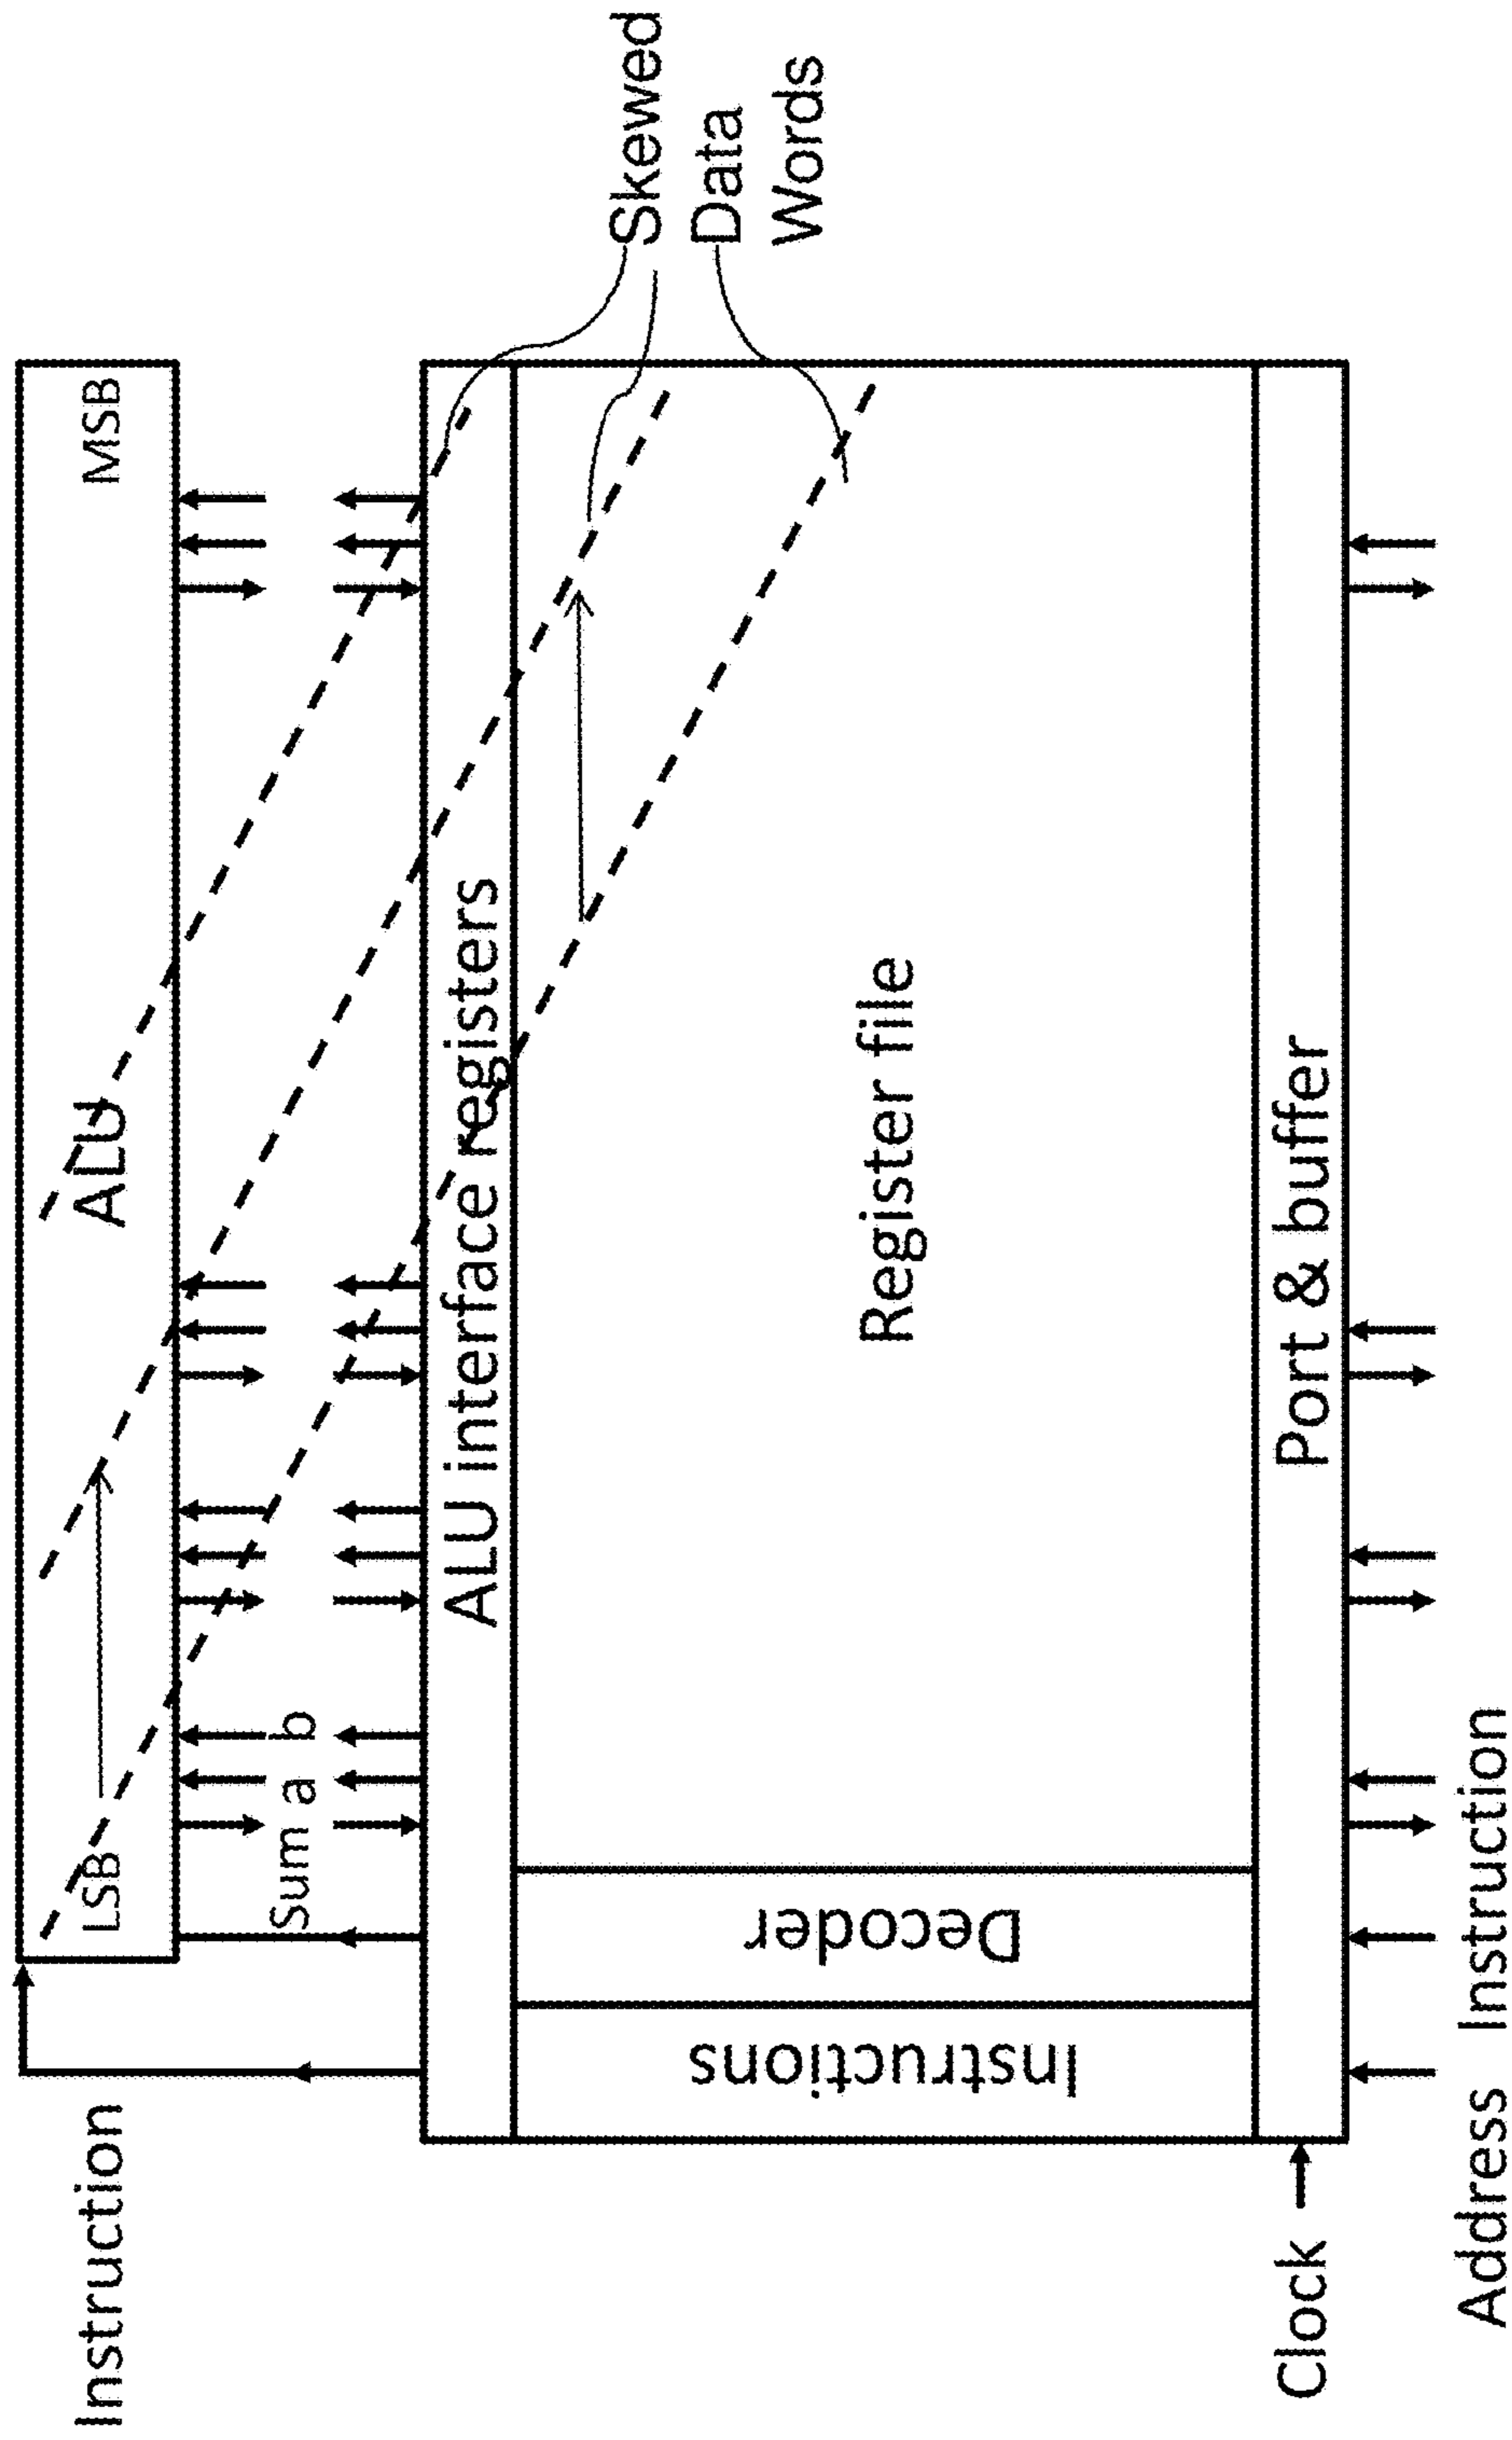 Instruction
LSB
ALU
MSB
Sum a b
ALU interface registers
Skewed
Data
Words
Instructions
Decoder
Register file
Clock
Port & buffer
Address Instruction